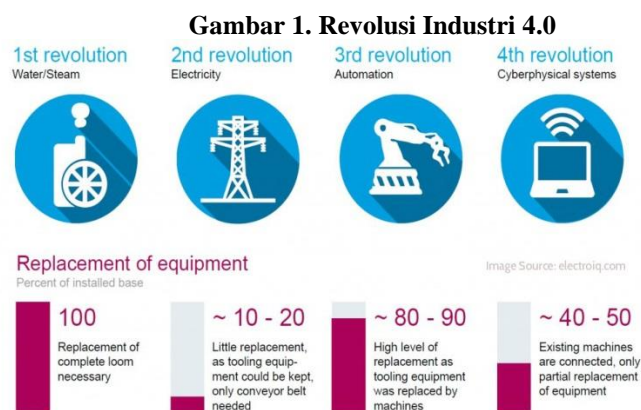 Gambar 1. Revolusi Industri 4.0
1st revolution
Water/Steam
2nd revolution
Electricity
3rd revolution
Automation
4th revolution
Cyberphysical systems
Replacement of equipment
Percent of installed base
Image Source: electroiq.com
100
Replacement of
complete loom
necessary
~ 10 - 20
Little replacement,
as tooling equip-
ment could be kept,
only conveyor belt
needed
~ 80 - 90
High level of
replacement as
tooling equipment
was replaced by
machines
~ 40 - 50
Existing machines
are connected, only
partial replacement
of equipment